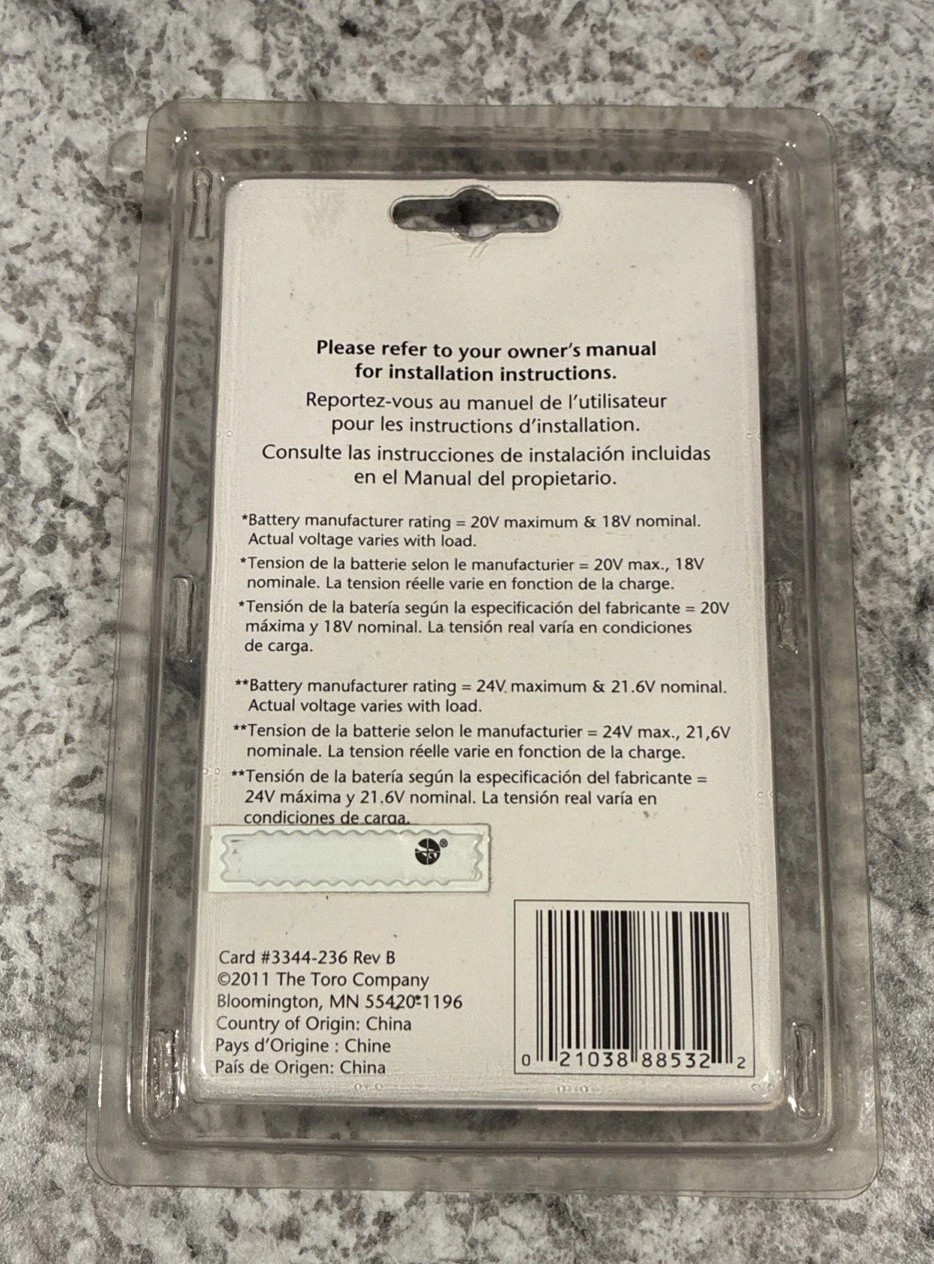 Please refer to your owner's manual
for installation instructions.
Reportez-vous au manuel de l'utilisateur
pour les instructions d'installation.
Consulte las instrucciones de instalación incluidas
en el Manual del propietario.
*Battery manufacturer rating = 20V maximum & 18V nominal.
Actual voltage varies with load.
*Tension de la batterie selon le manufacturier = 20V max., 18V
nominale. La tension réelle varie en fonction de la charge.
*Tensión de la batería según la especificación del fabricante = 20V
máxima y 18V nominal. La tensión real varía en condiciones
de carga.
**Battery manufacturer rating = 24V maximum & 21.6V nominal.
Actual voltage varies with load.
**Tension de la batterie selon le manufacturier = 24V max., 21,6V
nominale. La tension réelle varie en fonction de la charge.
**Tensión de la batería según la especificación del fabricante =
24V máxima y 21.6V nominal. La tensión real varía en
condiciones de carga.
®
Card #3344-236 Rev B
©2011 The Toro Company
Bloomington, MN 55420-1196
Country of Origin: China
Pays d'Origine : Chine
País de Origen: China
0 21038 88532 2